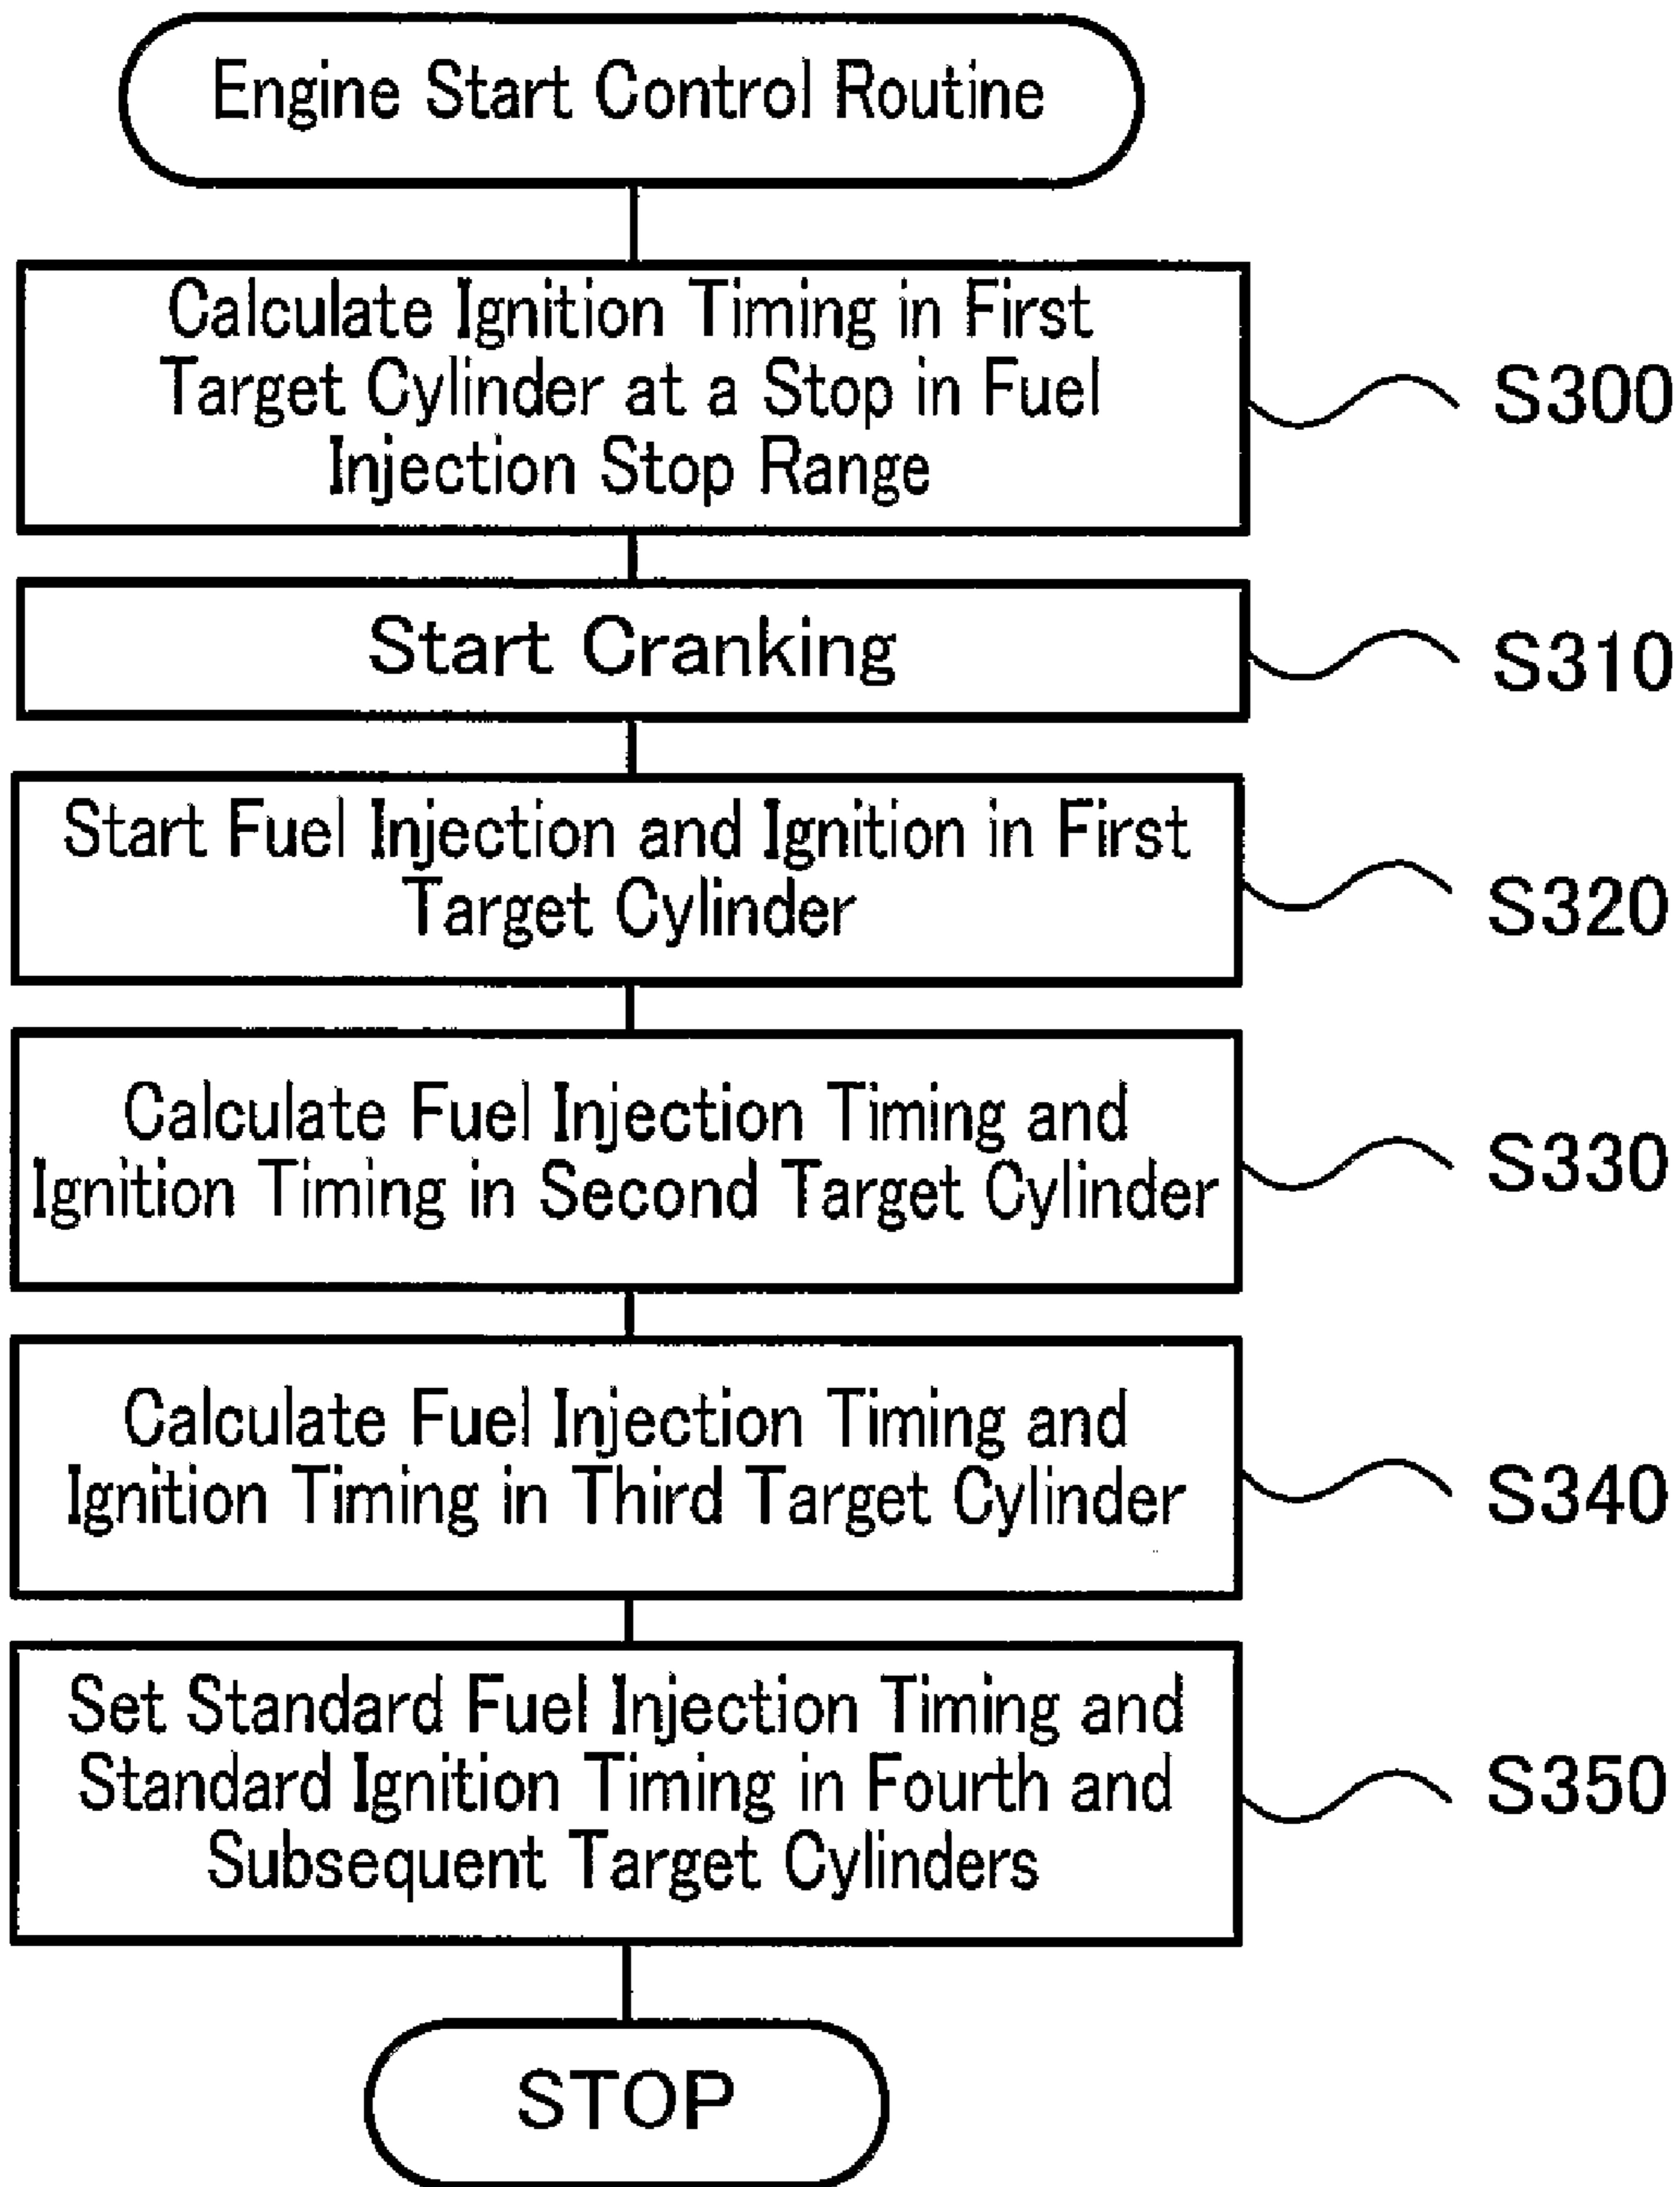 Engine Start Control Routine
Calculate Ignition Timing in First
Target Cylinder at a Stop in Fuel
Injection Stop Range
S300
Start Cranking
S310
Start Fuel Injection and Ignition in First
Target Cylinder
S320
Calculate Fuel Injection Timing and
Ignition Timing in Second Target Cylinder
S330
Calculate Fuel Injection Timing and
Ignition Timing in Third Target Cylinder
S340
Set Standard Fuel Injection Timing and
Standard Ignition Timing in Fourth and
Subsequent Target Cylinders
S350
STOP